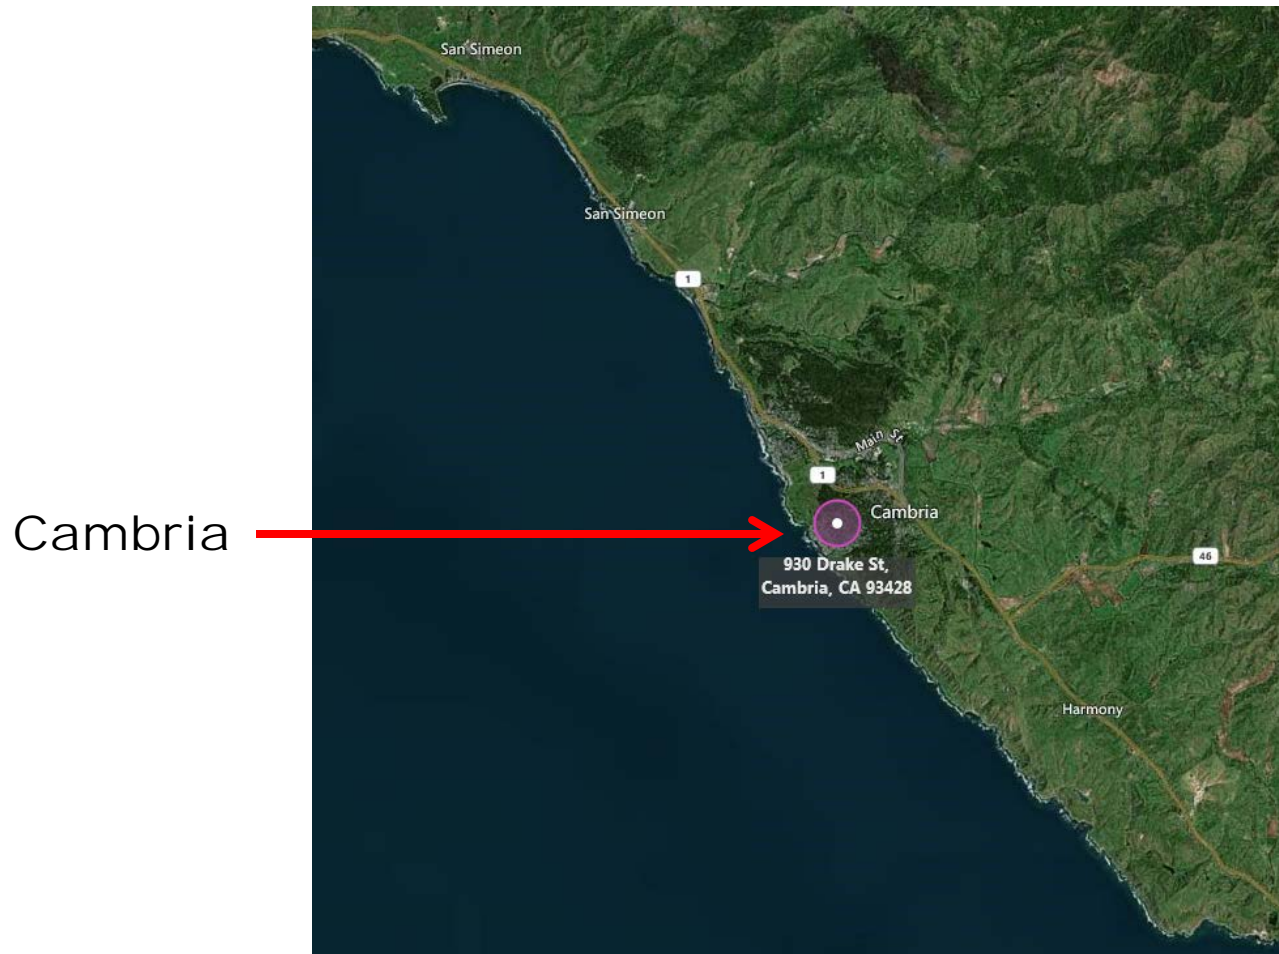 San Simeon
San Simeon
1
Main St
1
Cambria
Cambria
46
930 Drake St,
Cambria, CA 93428
Harmony